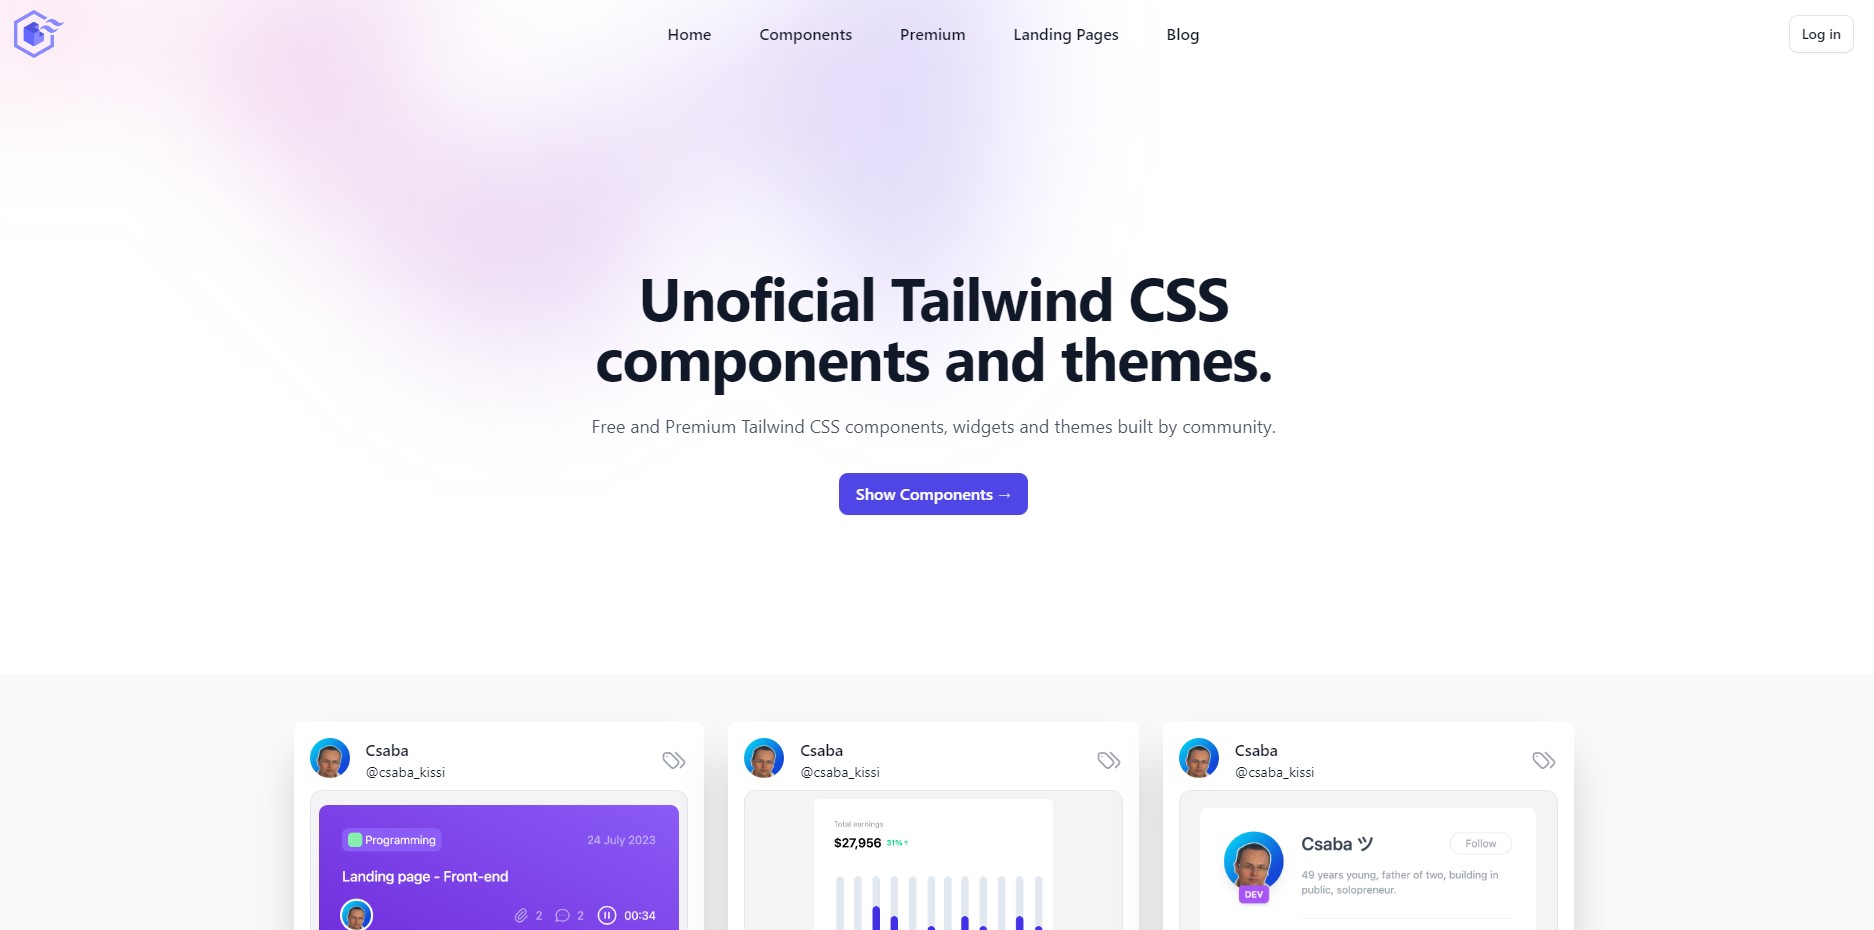 Home Components Premium Landing Pages Blog Log in
Unoficial Tailwind CSS
components and themes.
Free and Premium Tailwind CSS components, widgets and themes built by community.
Show Components →
Csaba
@csaba_kissi
Programming 24 July 2023
Landing page - Front-end
2 2 00:34
Csaba
@csaba_kissi
Total earnings
$27,956 31%↑
Csaba
@csaba_kissi
Csaba ツ Follow
49 years young, father of two, building in
public, solopreneur.
DEV